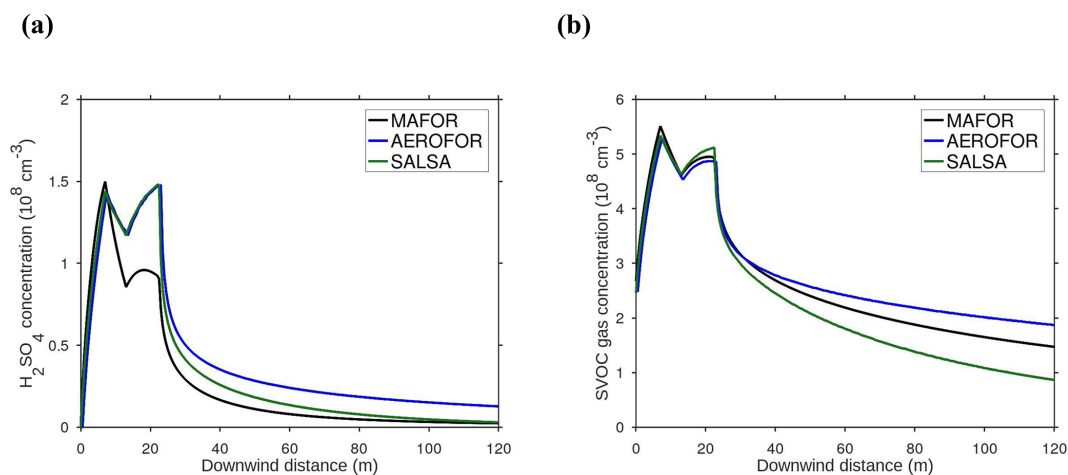 (a)
(b)
H2SO4 concentration (10^8 cm^-3)
2
1.5
1
0.5
0
MAFOR
AEROFOR
SALSA
0 20 40 60 80 100 120
Downwind distance (m)
SVOC gas concentration (10^8 cm^-3)
6
5
4
3
2
1
0
MAFOR
AEROFOR
SALSA
0 20 40 60 80 100 120
Downwind distance (m)